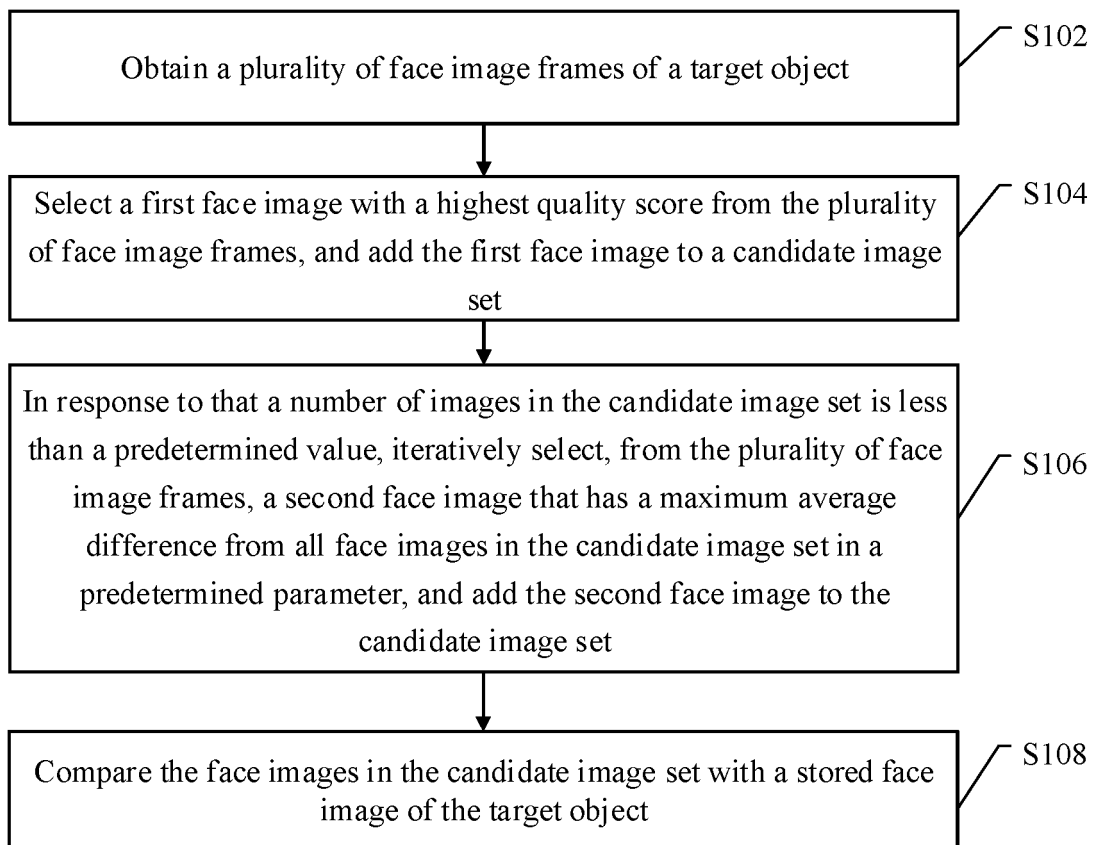 Obtain a plurality of face image frames of a target object
S102
Select a first face image with a highest quality score from the plurality
of face image frames, and add the first face image to a candidate image
set
S104
In response to that a number of images in the candidate image set is less
than a predetermined value, iteratively select, from the plurality of face
image frames, a second face image that has a maximum average
difference from all face images in the candidate image set in a
predetermined parameter, and add the second face image to the
candidate image set
S106
Compare the face images in the candidate image set with a stored face
image of the target object
S108